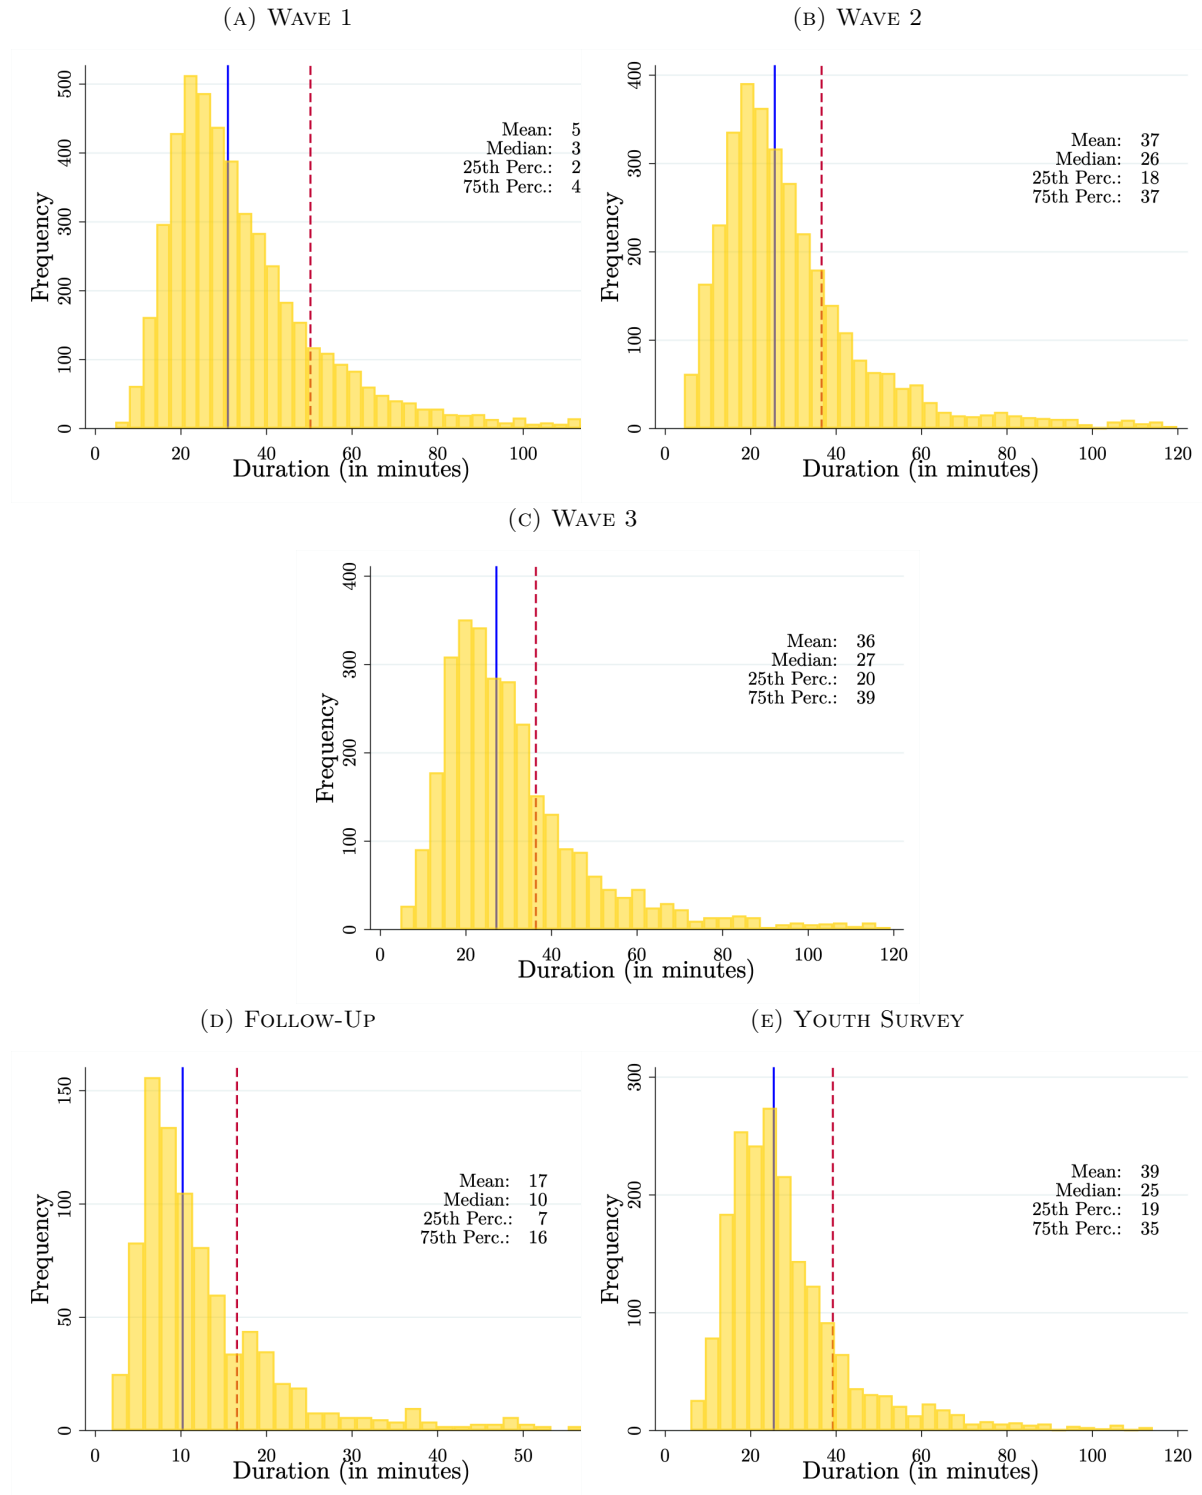 (A) WAVE 1
500
400
300
200
100
0
Frequency
Mean: 5
Median: 3
25th Perc.: 2
75th Perc.: 4
0 20 40 60 80 100
Duration (in minutes)
(B) WAVE 2
400
300
200
100
0
Frequency
Mean: 37
Median: 26
25th Perc.: 18
75th Perc.: 37
0 20 40 60 80 100 120
Duration (in minutes)
(C) WAVE 3
400
300
200
100
0
Frequency
Mean: 36
Median: 27
25th Perc.: 20
75th Perc.: 39
0 20 40 60 80 100 120
Duration (in minutes)
(D) FOLLOW-UP
150
100
50
0
Frequency
Mean: 17
Median: 10
25th Perc.: 7
75th Perc.: 16
0 10 20 30 40 50
Duration (in minutes)
(E) YOUTH SURVEY
300
200
100
0
Frequency
Mean: 39
Median: 25
25th Perc.: 19
75th Perc.: 35
0 20 40 60 80 100 120
Duration (in minutes)